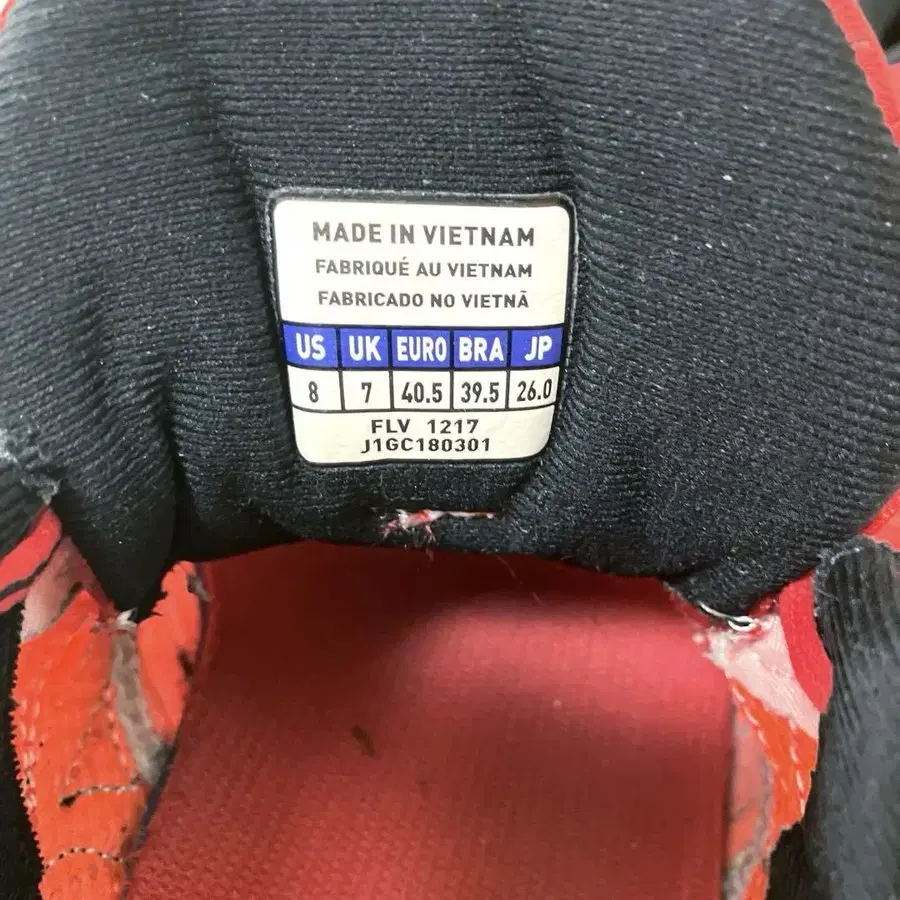 MADE IN VIETNAM
FABRIQUÉ AU VIETNAM
FABRICADO NO VIETNÃ
US UK EURO BRA JP
8 7 40.5 39.5 26.0
FLV 1217
J1GC180301